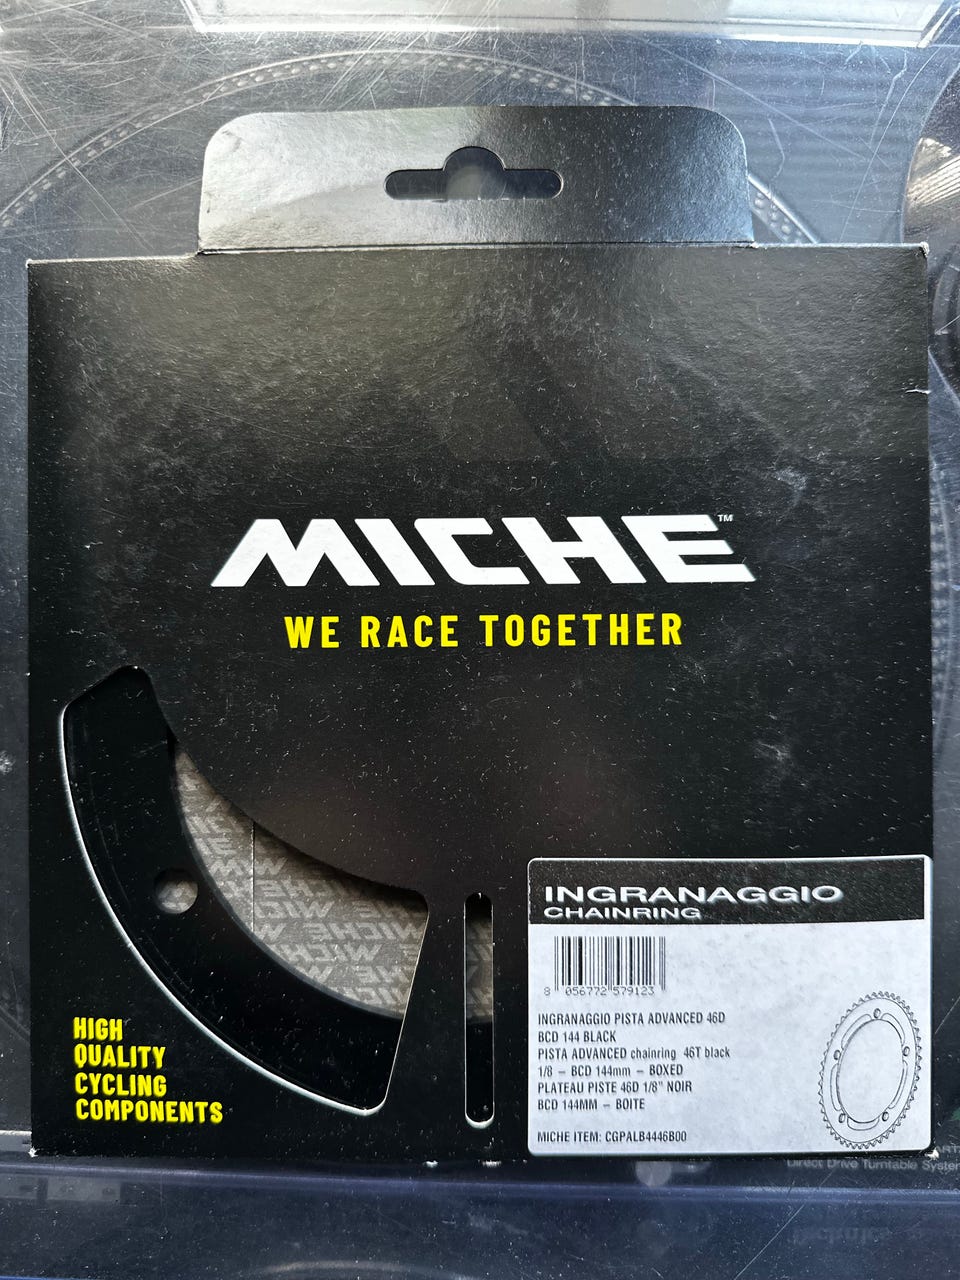 MICHE™
WE RACE TOGETHER
HIGH
QUALITY
CYCLING
COMPONENTS
INGRANAGGIO
CHAINRING
8 056772 579123
INGRANAGGIO PISTA ADVANCED 46D
BCD 144 BLACK
PISTA ADVANCED chainring 46T black
1/8 – BCD 144mm – BOXED
PLATEAU PISTE 46D 1/8" NOIR
BCD 144MM – BOITE
MICHE ITEM: CGPALB4446B00
Direct Drive Turntable System